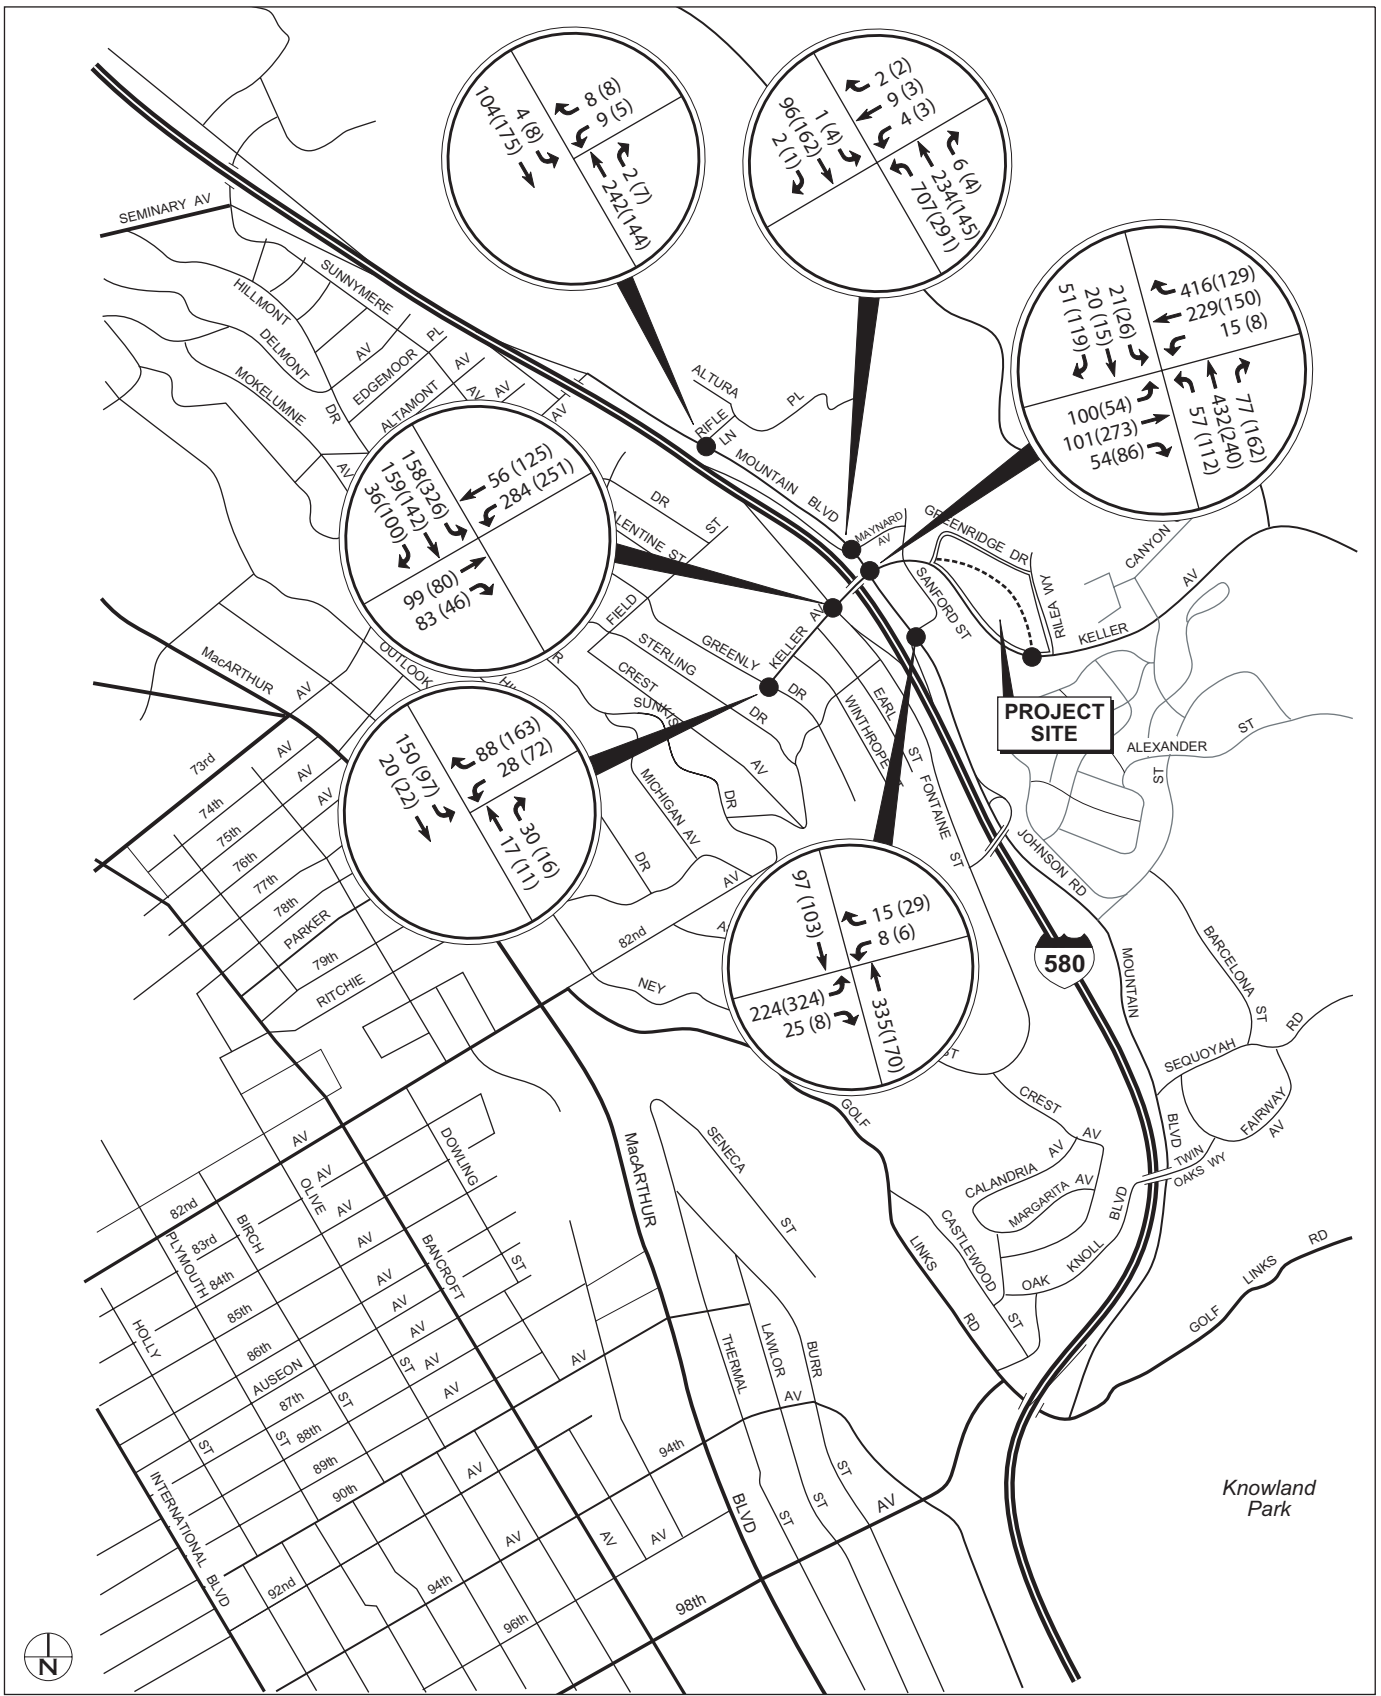 8 (8)
9 (5)
4 (8)
104(175)
2 (7)
242(144)
2 (2)
9 (3)
4 (3)
1 (4)
96(162)
2 (1)
6 (4)
234(145)
707(291)
416(129)
229(150)
15 (8)
21(26)
20 (15)
51 (119)
100(54)
101(273)
54(86)
77 (162)
432(240)
57 (112)
56 (125)
284 (251)
158(326)
159(142)
36(100)
99 (80)
83 (46)
88 (163)
28 (72)
150 (97)
20 (22)
30 (16)
17 (11)
15 (29)
8 (6)
97 (103)
224(324)
25 (8)
335(170)
SEMINARY AV
SUNNYMERE
HILLMONT
DELMONT
DR
MOKELUMNE
AV
EDGEMOOR PL
AV
ALTAMONT AV
AV
AV
AV
ALTURA
PL
RIFLE
LN
MOUNTAIN BLVD
MAYNARD
AV
GREENRIDGE DR
SANFORD ST
RILEA WY
CANYON
KELLER AV
PROJECT
SITE
DR
ST
FIELD
KELLER AV
GREENLY DR
STERLING DR
CREST AV
MacARTHUR AV
OUTLOOK
EARL ST
WINTHROPE
FONTAINE ST
MICHIGAN AV
DR
DR
ALEXANDER
ST
ST
JOHNSON RD
73rd
74th AV
75th AV
76th AV
77th
78th
PARKER
79th
RITCHIE
82nd AV
NEY
580
MOUNTAIN
BLVD
BARCELONA ST
SEQUOYAH RD
FAIRWAY
AV
TWIN
OAKS WY
CREST AV
CALANDRIA AV
MARGARITA AV
OAK KNOLL BLVD
CASTLEWOOD ST
GOLF
LINKS
RD
GOLF LINKS RD
DOWLING
ST
MacARTHUR
BLVD
SENECA
ST
82nd AV
83rd AV
84th AV
85th AV
86th AV
AUSEON AV
87th AV
88th AV
89th AV
90th AV
92nd AV
94th AV
94th AV
96th AV
98th AV
AV
PLYMOUTH
ST
BIRCH
ST
OLIVE
ST
HOLLY
ST
BANCROFT
AV
INTERNATIONAL BLVD
THERMAL
ST
LAWLOR
ST
BURR
ST
Knowland
Park
N